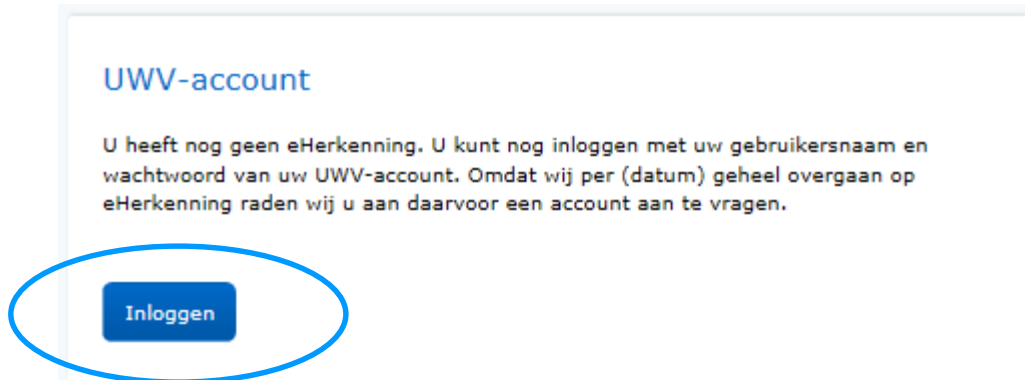 UWV-account
U heeft nog geen eHerkenning. U kunt nog inloggen met uw gebruikersnaam en
wachtwoord van uw UWV-account. Omdat wij per (datum) geheel overgaan op
eHerkenning raden wij u aan daarvoor een account aan te vragen.
Inloggen